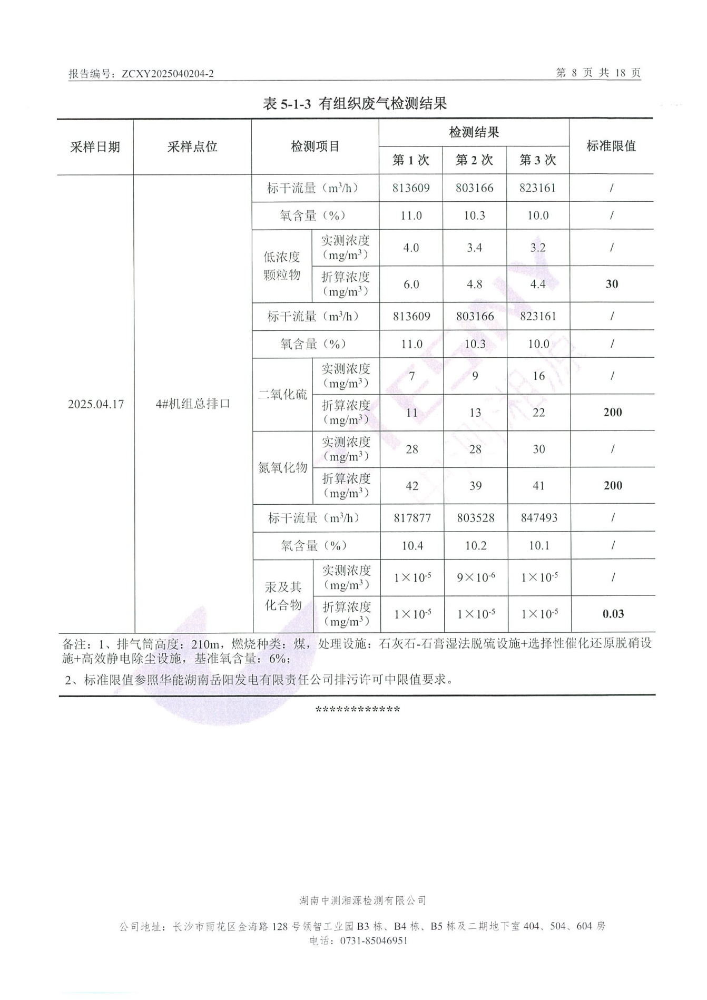 报告编号：ZCXY2025040204-2 第 8 页 共 18 页
表 5-1-3 有组织废气检测结果
采样日期 采样点位 检测项目 检测结果 标准限值
第 1 次 第 2 次 第 3 次
2025.04.17 4#机组总排口
标干流量（m³/h） 813609 803166 823161 /
氧含量（%） 11.0 10.3 10.0 /
低浓度颗粒物 实测浓度（mg/m³） 4.0 3.4 3.2 /
折算浓度（mg/m³） 6.0 4.8 4.4 30
标干流量（m³/h） 813609 803166 823161 /
氧含量（%） 11.0 10.3 10.0 /
二氧化硫 实测浓度（mg/m³） 7 9 16 /
折算浓度（mg/m³） 11 13 22 200
氮氧化物 实测浓度（mg/m³） 28 28 30 /
折算浓度（mg/m³） 42 39 41 200
标干流量（m³/h） 817877 803528 847493 /
氧含量（%） 10.4 10.2 10.1 /
汞及其化合物 实测浓度（mg/m³） 1×10⁻⁵ 9×10⁻⁶ 1×10⁻⁵ /
折算浓度（mg/m³） 1×10⁻⁵ 1×10⁻⁵ 1×10⁻⁵ 0.03
备注：1、排气筒高度：210m，燃烧种类：煤，处理设施：石灰石-石膏湿法脱硫设施+选择性催化还原脱硝设
施+高效静电除尘设施，基准氧含量：6%；
2、标准限值参照华能湖南岳阳发电有限责任公司排污许可中限值要求。
************
中测湘源
湖南中测湘源检测有限公司
公司地址：长沙市雨花区金海路 128 号领智工业园 B3 栋、B4 栋、B5 栋及二期地下室 404、504、604 房
电话：0731-85046951